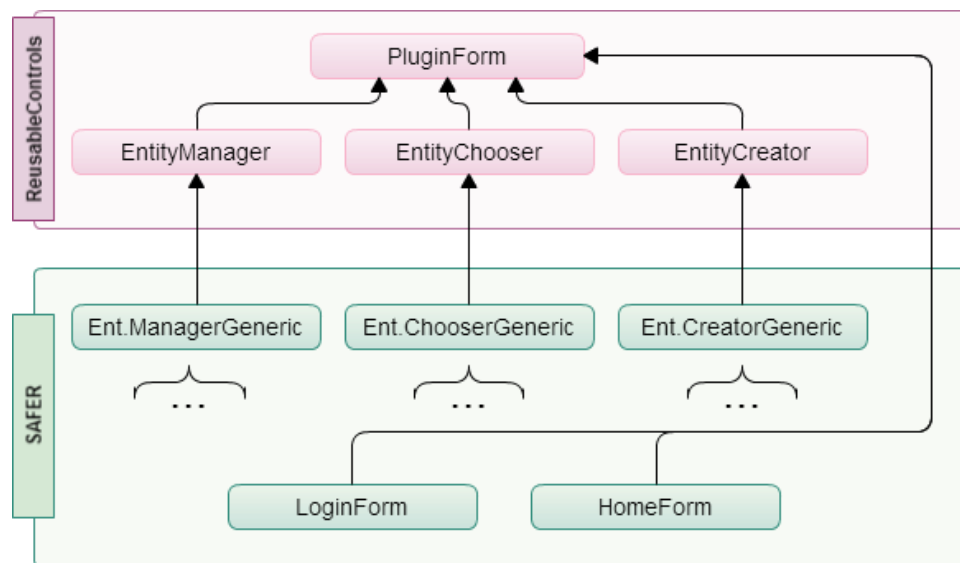 ReusableControls
PluginForm
EntityManager
EntityChooser
EntityCreator
SAFER
Ent.ManagerGeneric
Ent.ChooserGeneric
Ent.CreatorGeneric
...
...
...
LoginForm
HomeForm